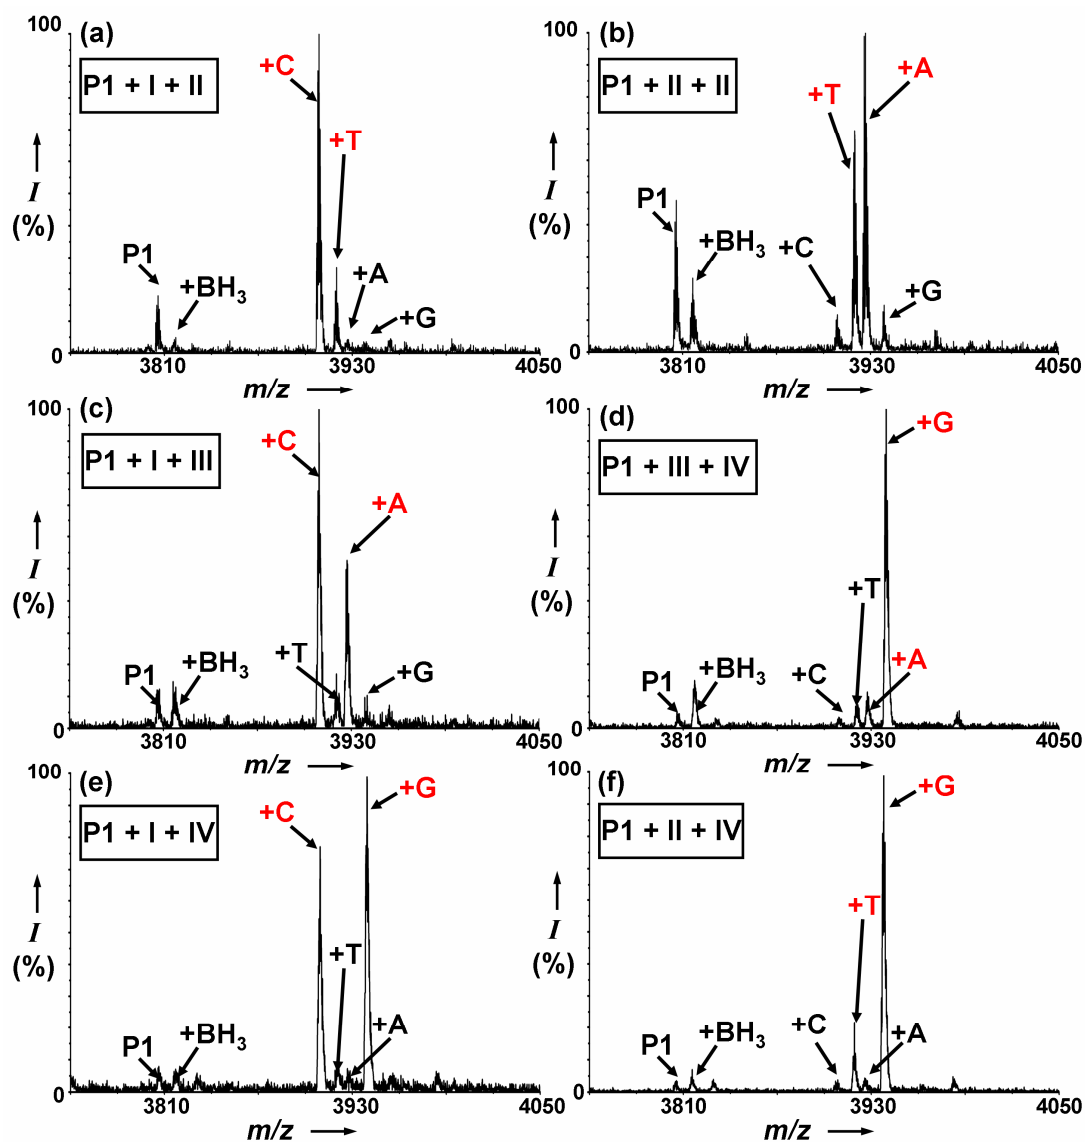 100
(a)
P1 + I + II
+C
+T
P1
+BH₃
+A
+G
I
(%)
0
3810
3930
4050
m/z
100
(b)
P1 + II + II
+T
+A
P1
+BH₃
+C
+G
I
(%)
0
3810
3930
4050
m/z
100
(c)
P1 + I + III
+C
+A
+T
+BH₃
P1
+G
I
(%)
0
3810
3930
4050
m/z
100
(d)
P1 + III + IV
+G
+T
+BH₃
+C
+A
P1
I
(%)
0
3810
3930
4050
m/z
100
(e)
P1 + I + IV
+C
+G
+T
+A
P1
+BH₃
I
(%)
0
3810
3930
4050
m/z
100
(f)
P1 + II + IV
+G
+T
P1
+BH₃
+C
+A
I
(%)
0
3810
3930
4050
m/z